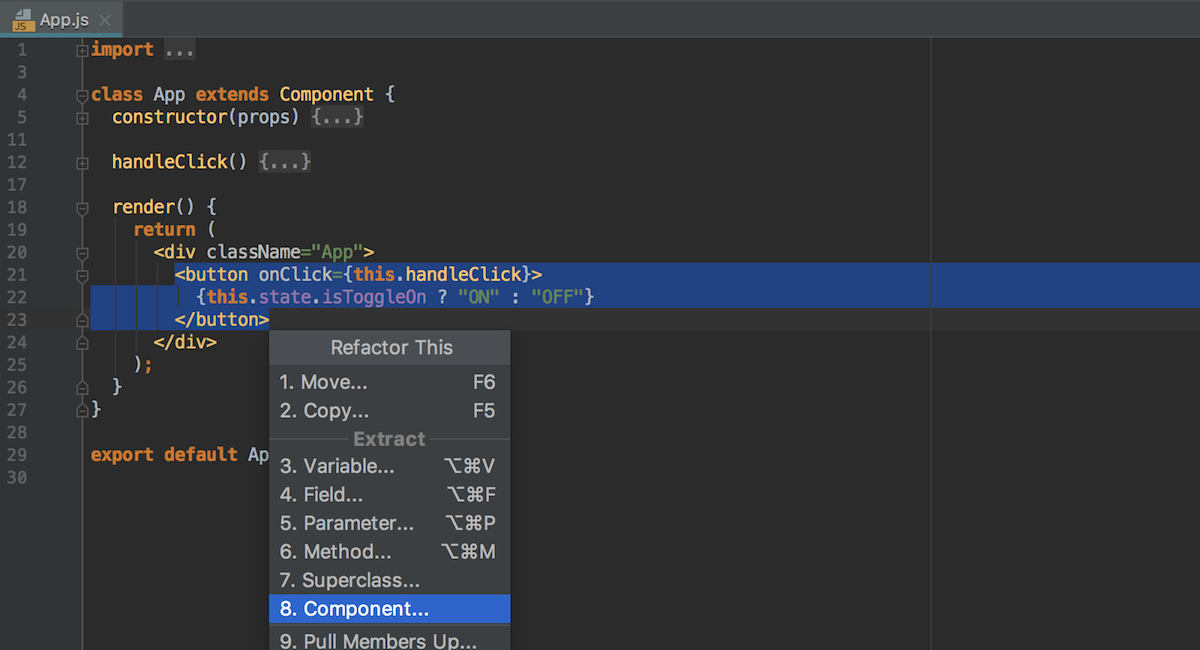 JS App.js
1 import ...
3
4 class App extends Component {
5 constructor(props) {...}
11
12 handleClick() {...}
17
18 render() {
19 return (
20 <div className="App">
21 <button onClick={this.handleClick}>
22 {this.state.isToggleOn ? "ON" : "OFF"}
23 </button>
24 </div>
25 );
26 }
27 }
28
29 export default Ap
30
Refactor This
1. Move... F6
2. Copy... F5
Extract
3. Variable... ⌥⌘V
4. Field... ⌥⌘F
5. Parameter... ⌥⌘P
6. Method... ⌥⌘M
7. Superclass...
8. Component...
9. Pull Members Up...